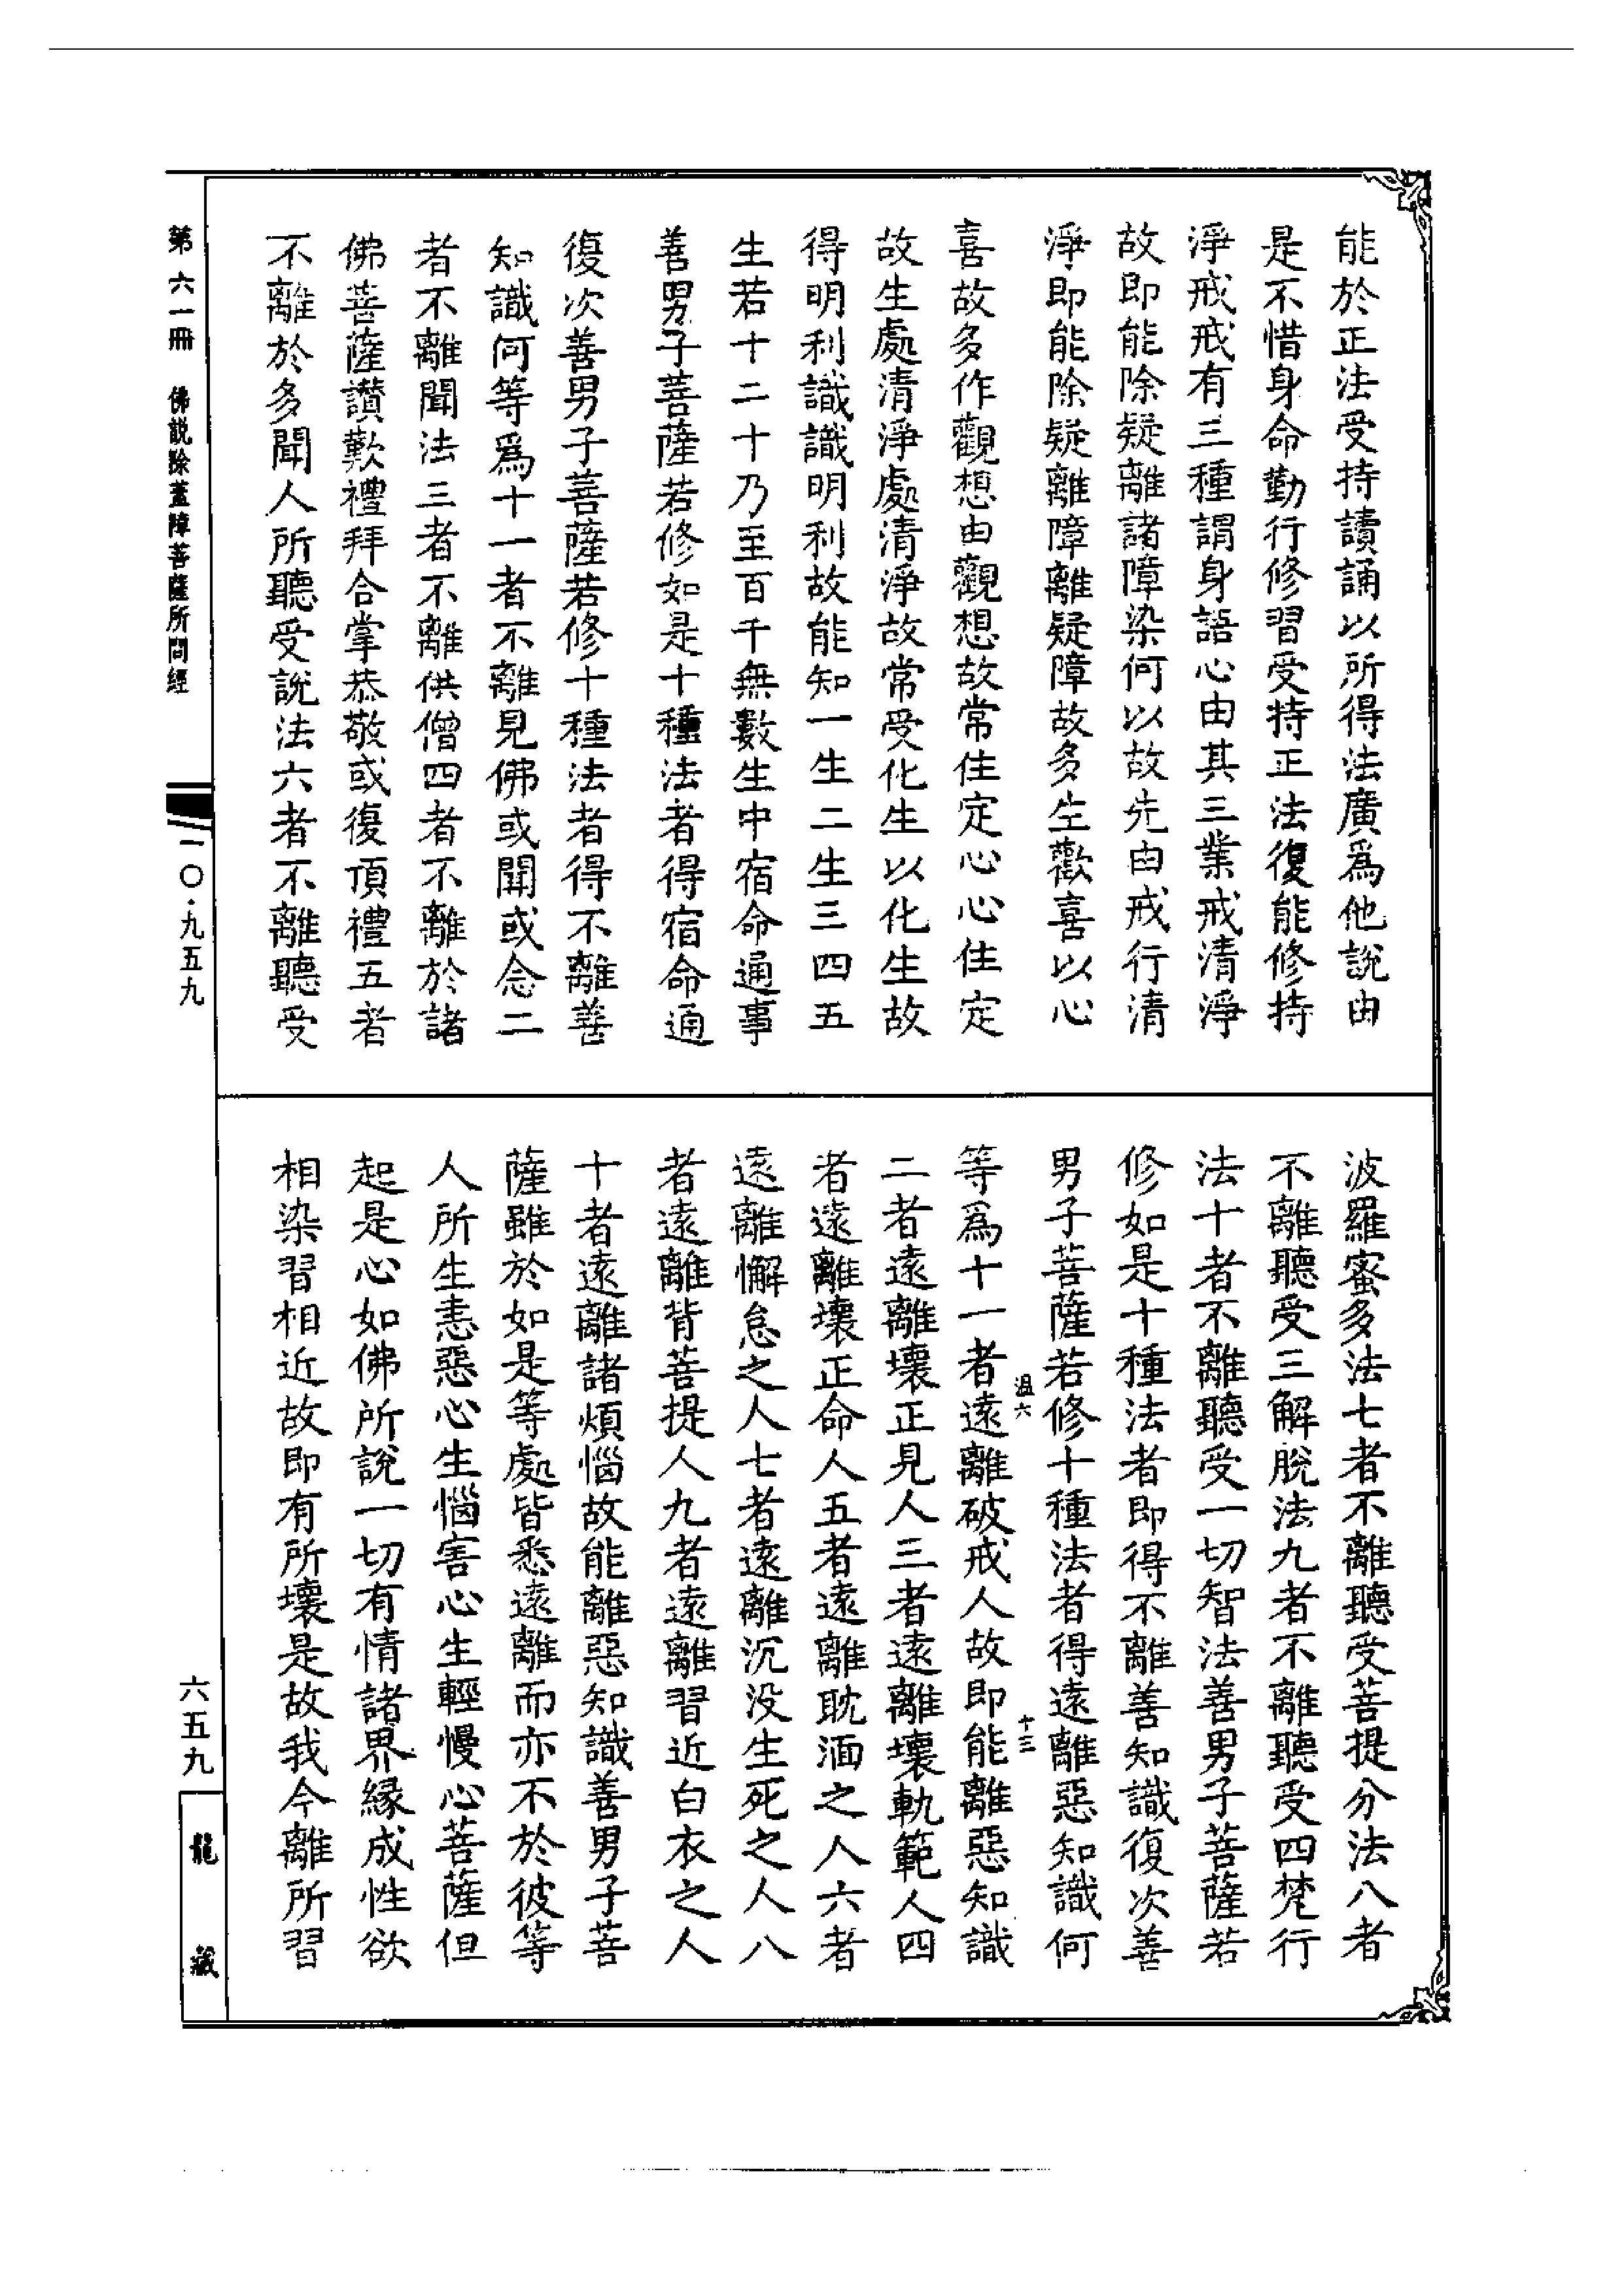 能於正法受持讀誦以所得法廣爲他說由
是不惜身命勤行修習受持正法復能修持
淨戒戒有三種謂身語心由其三業戒清淨
故即能除疑離諸障染何以故先由戒行清
淨即能除疑離障離疑障故多生歡喜以心
喜故多作觀想由觀想故常住定心心住定
故生處清淨處清淨故常受化生以化生故
得明利識識明利故能知一生二生三四五
生若十二十乃至百千無數生中宿命通事
善男子菩薩若修如是十種法者得宿命通
復次善男子菩薩若修十種法者得不離善
知識何等爲十一者不離見佛或聞或念二
者不離聞法三者不離供僧四者不離於諸
佛菩薩讚歎禮拜合掌恭敬或復頂禮五者
不離於多聞人所聽受說法六者不離聽受
波羅蜜多法七者不離聽受菩提分法八者
不離聽受三解脫法九者不離聽受四梵行
法十者不離聽受一切智法善男子菩薩若
修如是十種法者即得不離善知識復次善
男子菩薩若修十種法者得遠離惡知識何
溫六
十三
等爲十一者遠離破戒人故即能離惡知識
二者遠離壞正見人三者遠離壞軌範人四
者遠離壞正命人五者遠離耽湎之人六者
遠離懈怠之人七者遠離沉没生死之人八
者遠離背菩提人九者遠離習近白衣之人
十者遠離諸煩惱故能離惡知識善男子菩
薩雖於如是等處皆悉遠離而亦不於彼等
人所生恚惡心生惱害心生輕慢心菩薩但
起是心如佛所說一切有情諸界緣成性欲
相染習相近故即有所壞是故我今離所習
第六一冊 佛説除蓋障菩薩所問經
一〇·九五九
六五九
龍藏